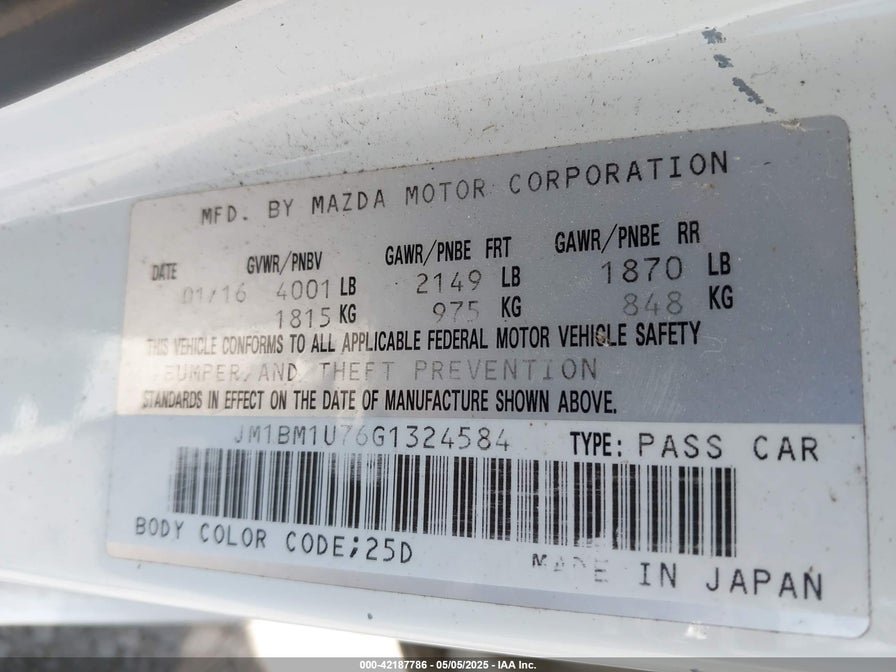 MFD. BY MAZDA MOTOR CORPORATION
DATE GVWR/PNBV GAWR/PNBE FRT GAWR/PNBE RR
01/16 4001 LB 2149 LB 1870 LB
1815 KG 975 KG 848 KG
THIS VEHICLE CONFORMS TO ALL APPLICABLE FEDERAL MOTOR VEHICLE SAFETY
,BUMPER,AND THEFT PREVENTION
STANDARDS IN EFFECT ON THE DATE OF MANUFACTURE SHOWN ABOVE.
JM1BM1U76G1324584 TYPE: PASS CAR
BODY COLOR CODE;25D
MADE IN JAPAN
000-42187786 - 05/05/2025 - IAA Inc.